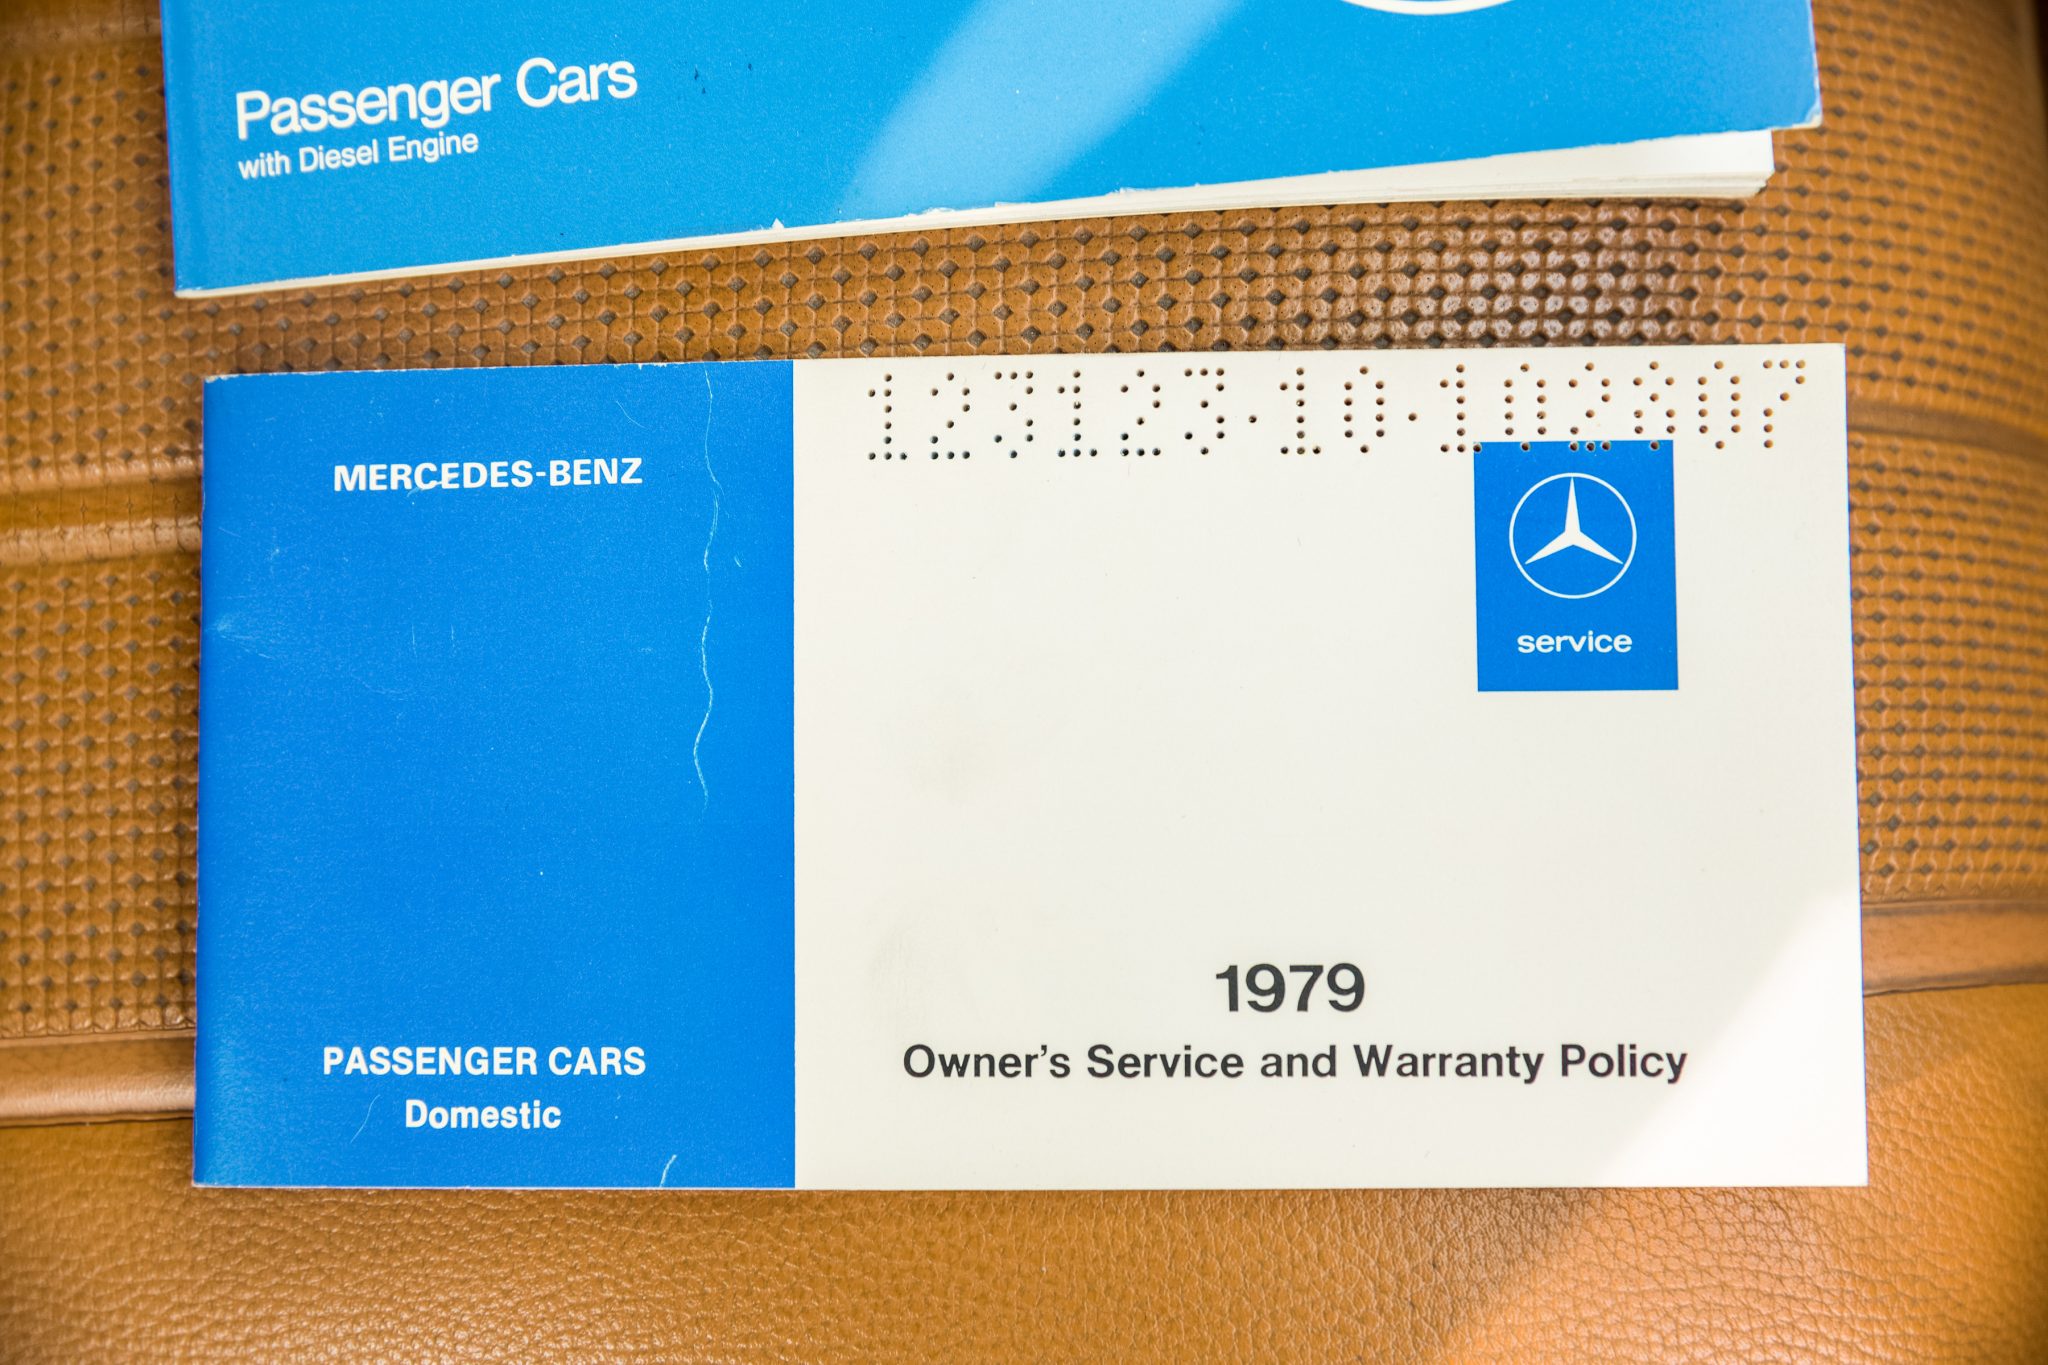 Passenger Cars
with Diesel Engine
123123·10·102807
MERCEDES-BENZ
service
1979
Owner's Service and Warranty Policy
PASSENGER CARS
Domestic